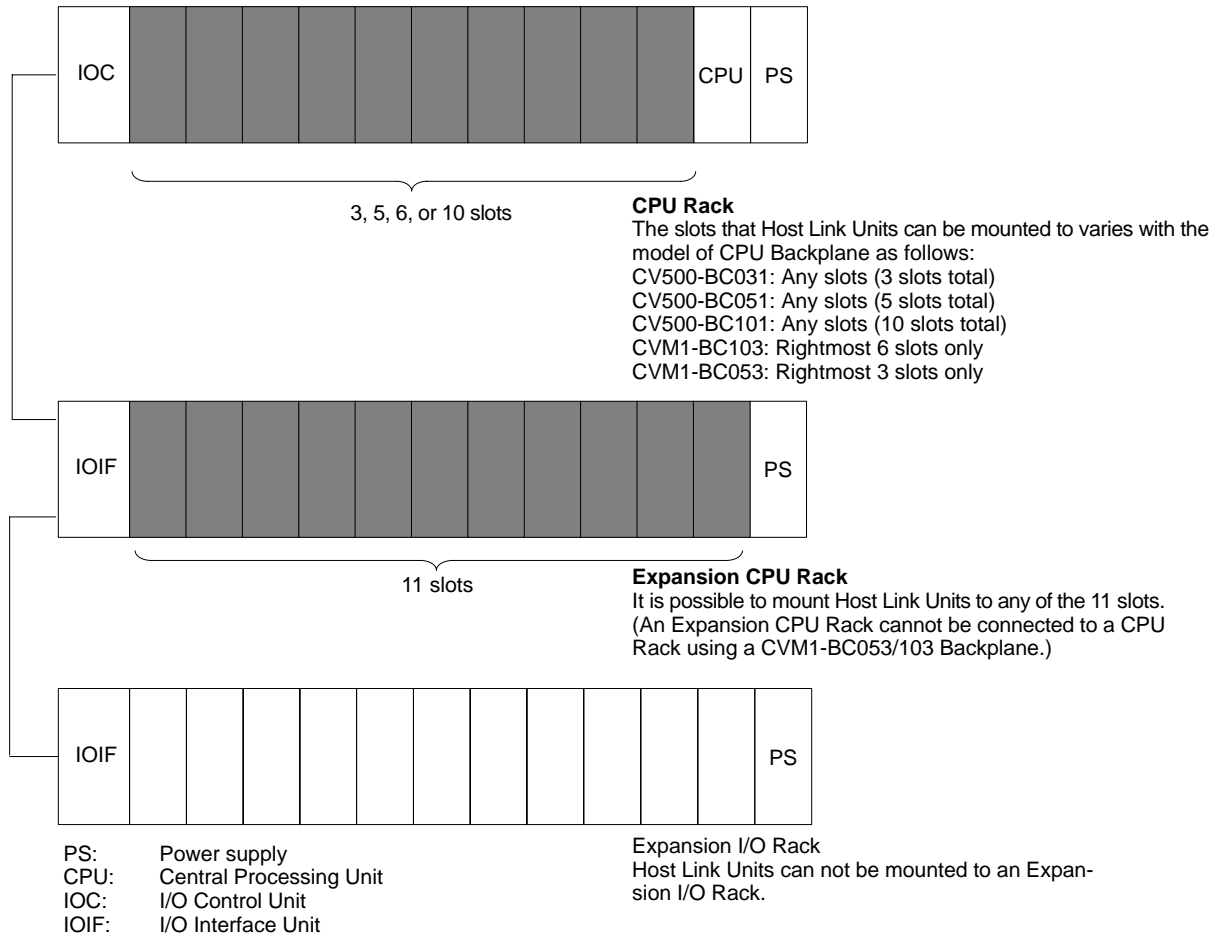 IOC
CPU
PS
3, 5, 6, or 10 slots
CPU Rack
The slots that Host Link Units can be mounted to varies with the
model of CPU Backplane as follows:
CV500-BC031: Any slots (3 slots total)
CV500-BC051: Any slots (5 slots total)
CV500-BC101: Any slots (10 slots total)
CVM1-BC103: Rightmost 6 slots only
CVM1-BC053: Rightmost 3 slots only
IOIF
PS
11 slots
Expansion CPU Rack
It is possible to mount Host Link Units to any of the 11 slots.
(An Expansion CPU Rack cannot be connected to a CPU
Rack using a CVM1-BC053/103 Backplane.)
IOIF
PS
Expansion I/O Rack
Host Link Units can not be mounted to an Expan-
sion I/O Rack.
PS: Power supply
CPU: Central Processing Unit
IOC: I/O Control Unit
IOIF: I/O Interface Unit